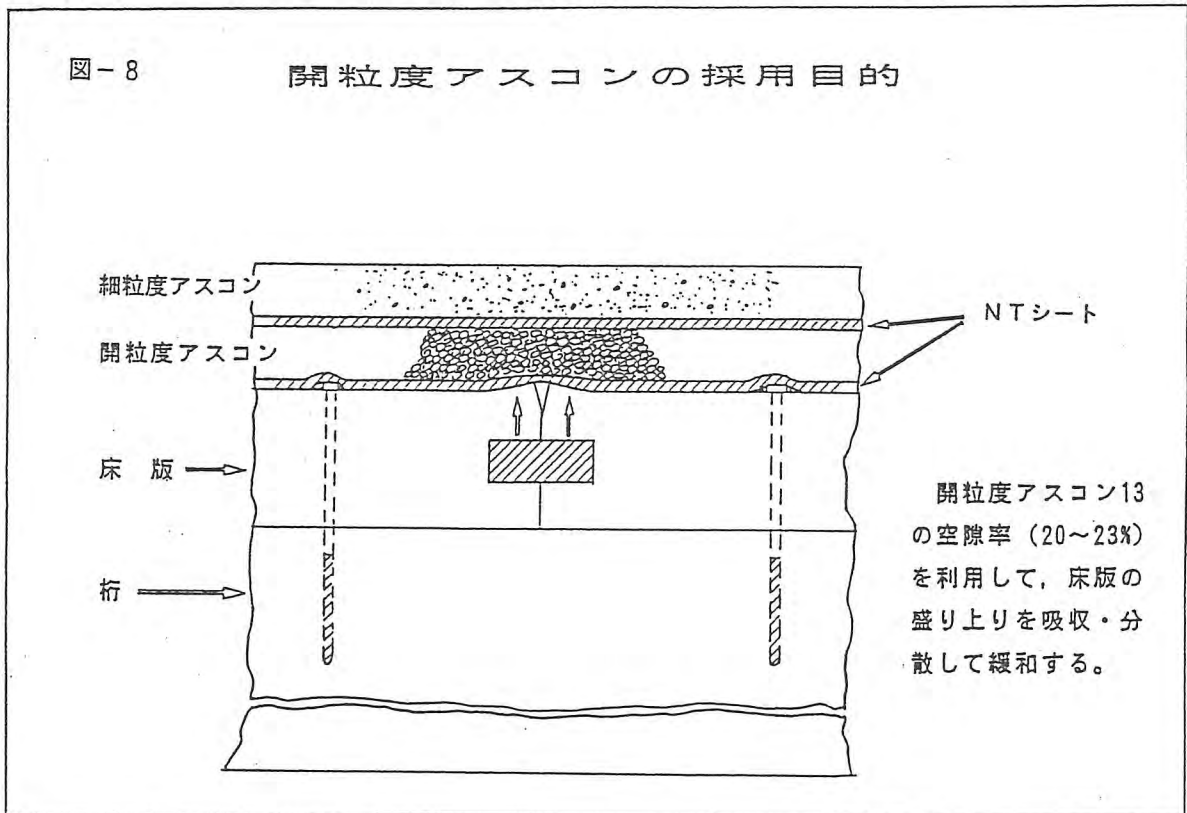 図－8
開粒度アスコンの採用目的
細粒度アスコン
開粒度アスコン
NTシート
床版
桁
開粒度アスコン13
の空隙率（20～23%）
を利用して，床版の
盛り上りを吸収・分
散して緩和する。